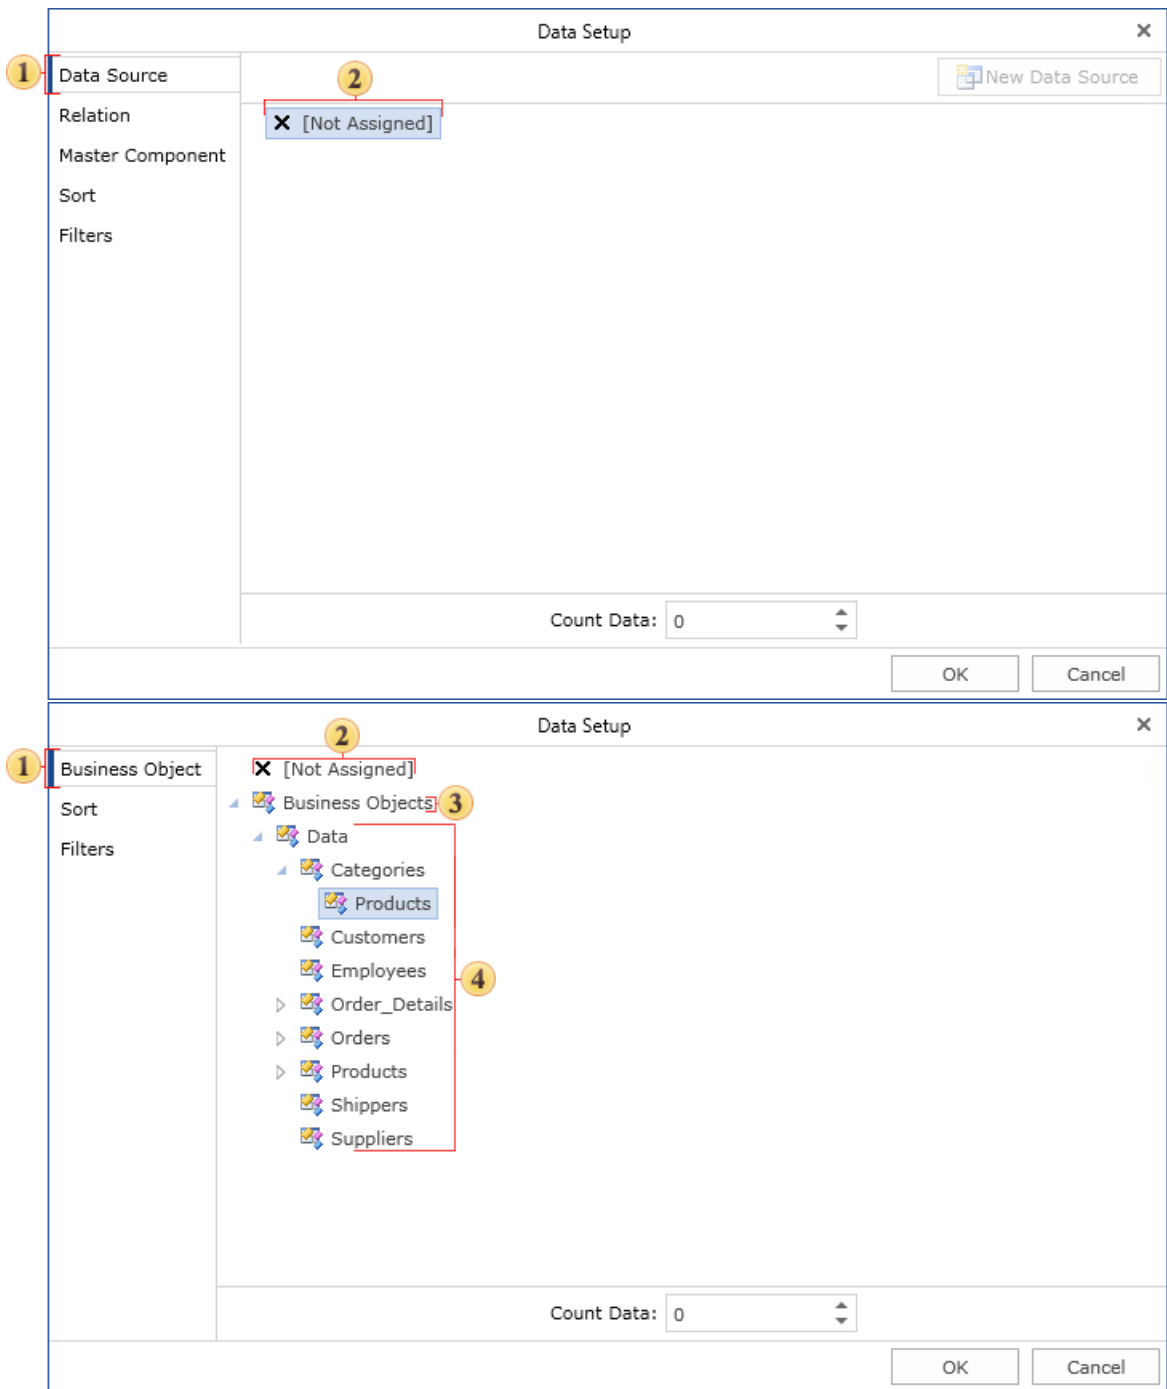 Data Setup
1 Data Source
2
New Data Source
Relation
[Not Assigned]
Master Component
Sort
Filters
Count Data: 0
OK Cancel
Data Setup
2
1 Business Object
[Not Assigned]
Sort
Business Objects 3
Filters
Data
Categories
Products
Customers
Employees
4
Order_Details
Orders
Products
Shippers
Suppliers
Count Data: 0
OK Cancel